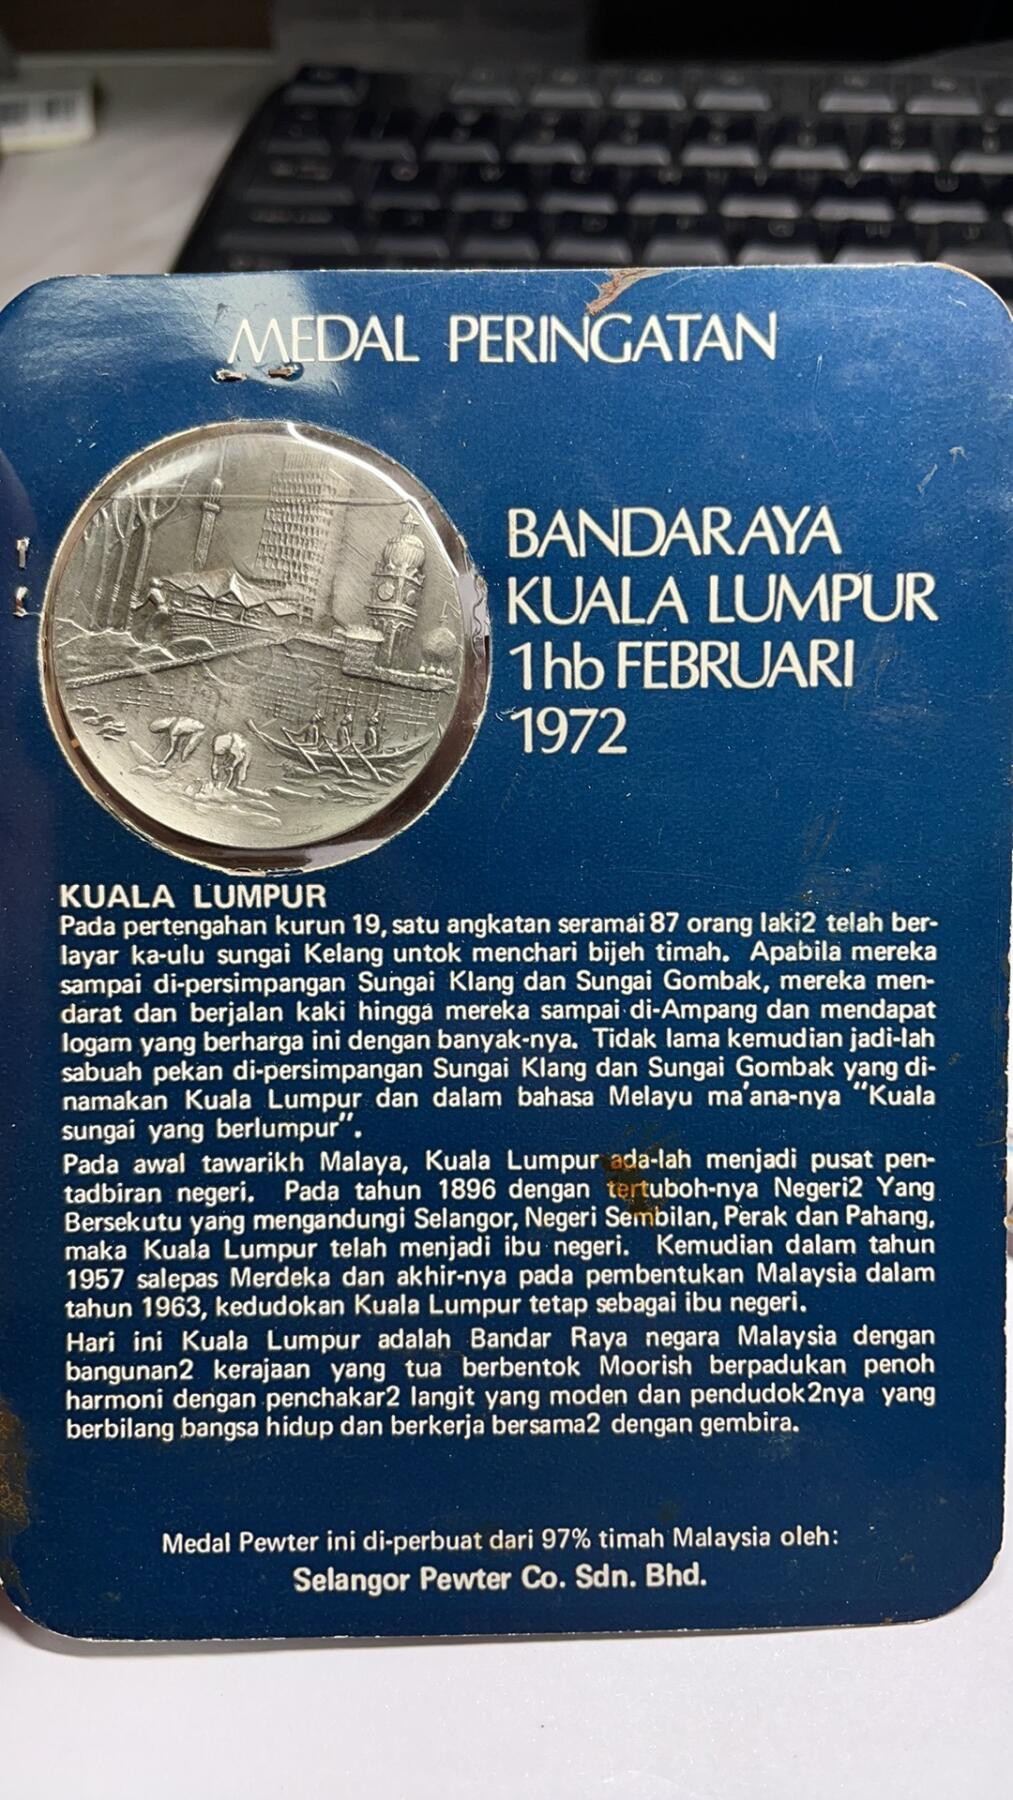 MEDAL PERINGATAN
BANDARAYA
KUALA LUMPUR
1hb FEBRUARI
1972
KUALA LUMPUR
Pada pertengahan kurun 19, satu angkatan seramai 87 orang laki2 telah ber-
layar ka-ulu sungai Kelang untok menchari bijeh timah. Apabila mereka
sampai di-persimpangan Sungai Klang dan Sungai Gombak, mereka men-
darat dan berjalan kaki hingga mereka sampai di-Ampang dan mendapat
logam yang berharga ini dengan banyak-nya. Tidak lama kemudian jadi-lah
sabuah pekan di-persimpangan Sungai Klang dan Sungai Gombak yang di-
namakan Kuala Lumpur dan dalam bahasa Melayu ma'ana-nya "Kuala
sungai yang berlumpur".
Pada awal tawarikh Malaya, Kuala Lumpur ada-lah menjadi pusat pen-
tadbiran negeri. Pada tahun 1896 dengan tertuboh-nya Negeri2 Yang
Bersekutu yang mengandungi Selangor, Negeri Sembilan, Perak dan Pahang,
maka Kuala Lumpur telah menjadi ibu negeri. Kemudian dalam tahun
1957 salepas Merdeka dan akhir-nya pada pembentukan Malaysia dalam
tahun 1963, kedudokan Kuala Lumpur tetap sebagai ibu negeri.
Hari ini Kuala Lumpur adalah Bandar Raya negara Malaysia dengan
bangunan2 kerajaan yang tua berbentok Moorish berpadukan penoh
harmoni dengan penchakar2 langit yang moden dan pendudok2nya yang
berbilang bangsa hidup dan berkerja bersama2 dengan gembira.
Medal Pewter ini di-perbuat dari 97% timah Malaysia oleh:
Selangor Pewter Co. Sdn. Bhd.